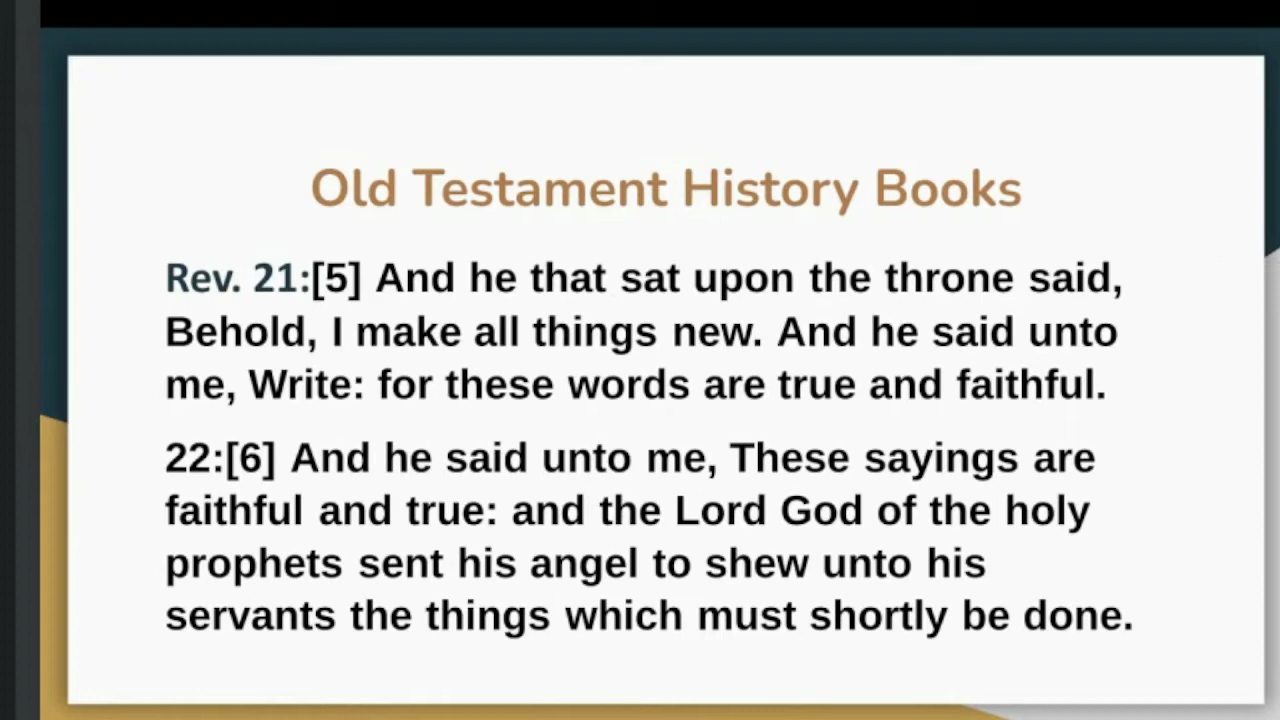 Old Testament History Books
Rev. 21:[5] And he that sat upon the throne said,
Behold, I make all things new. And he said unto
me, Write: for these words are true and faithful.
22:[6] And he said unto me, These sayings are
faithful and true: and the Lord God of the holy
prophets sent his angel to shew unto his
servants the things which must shortly be done.